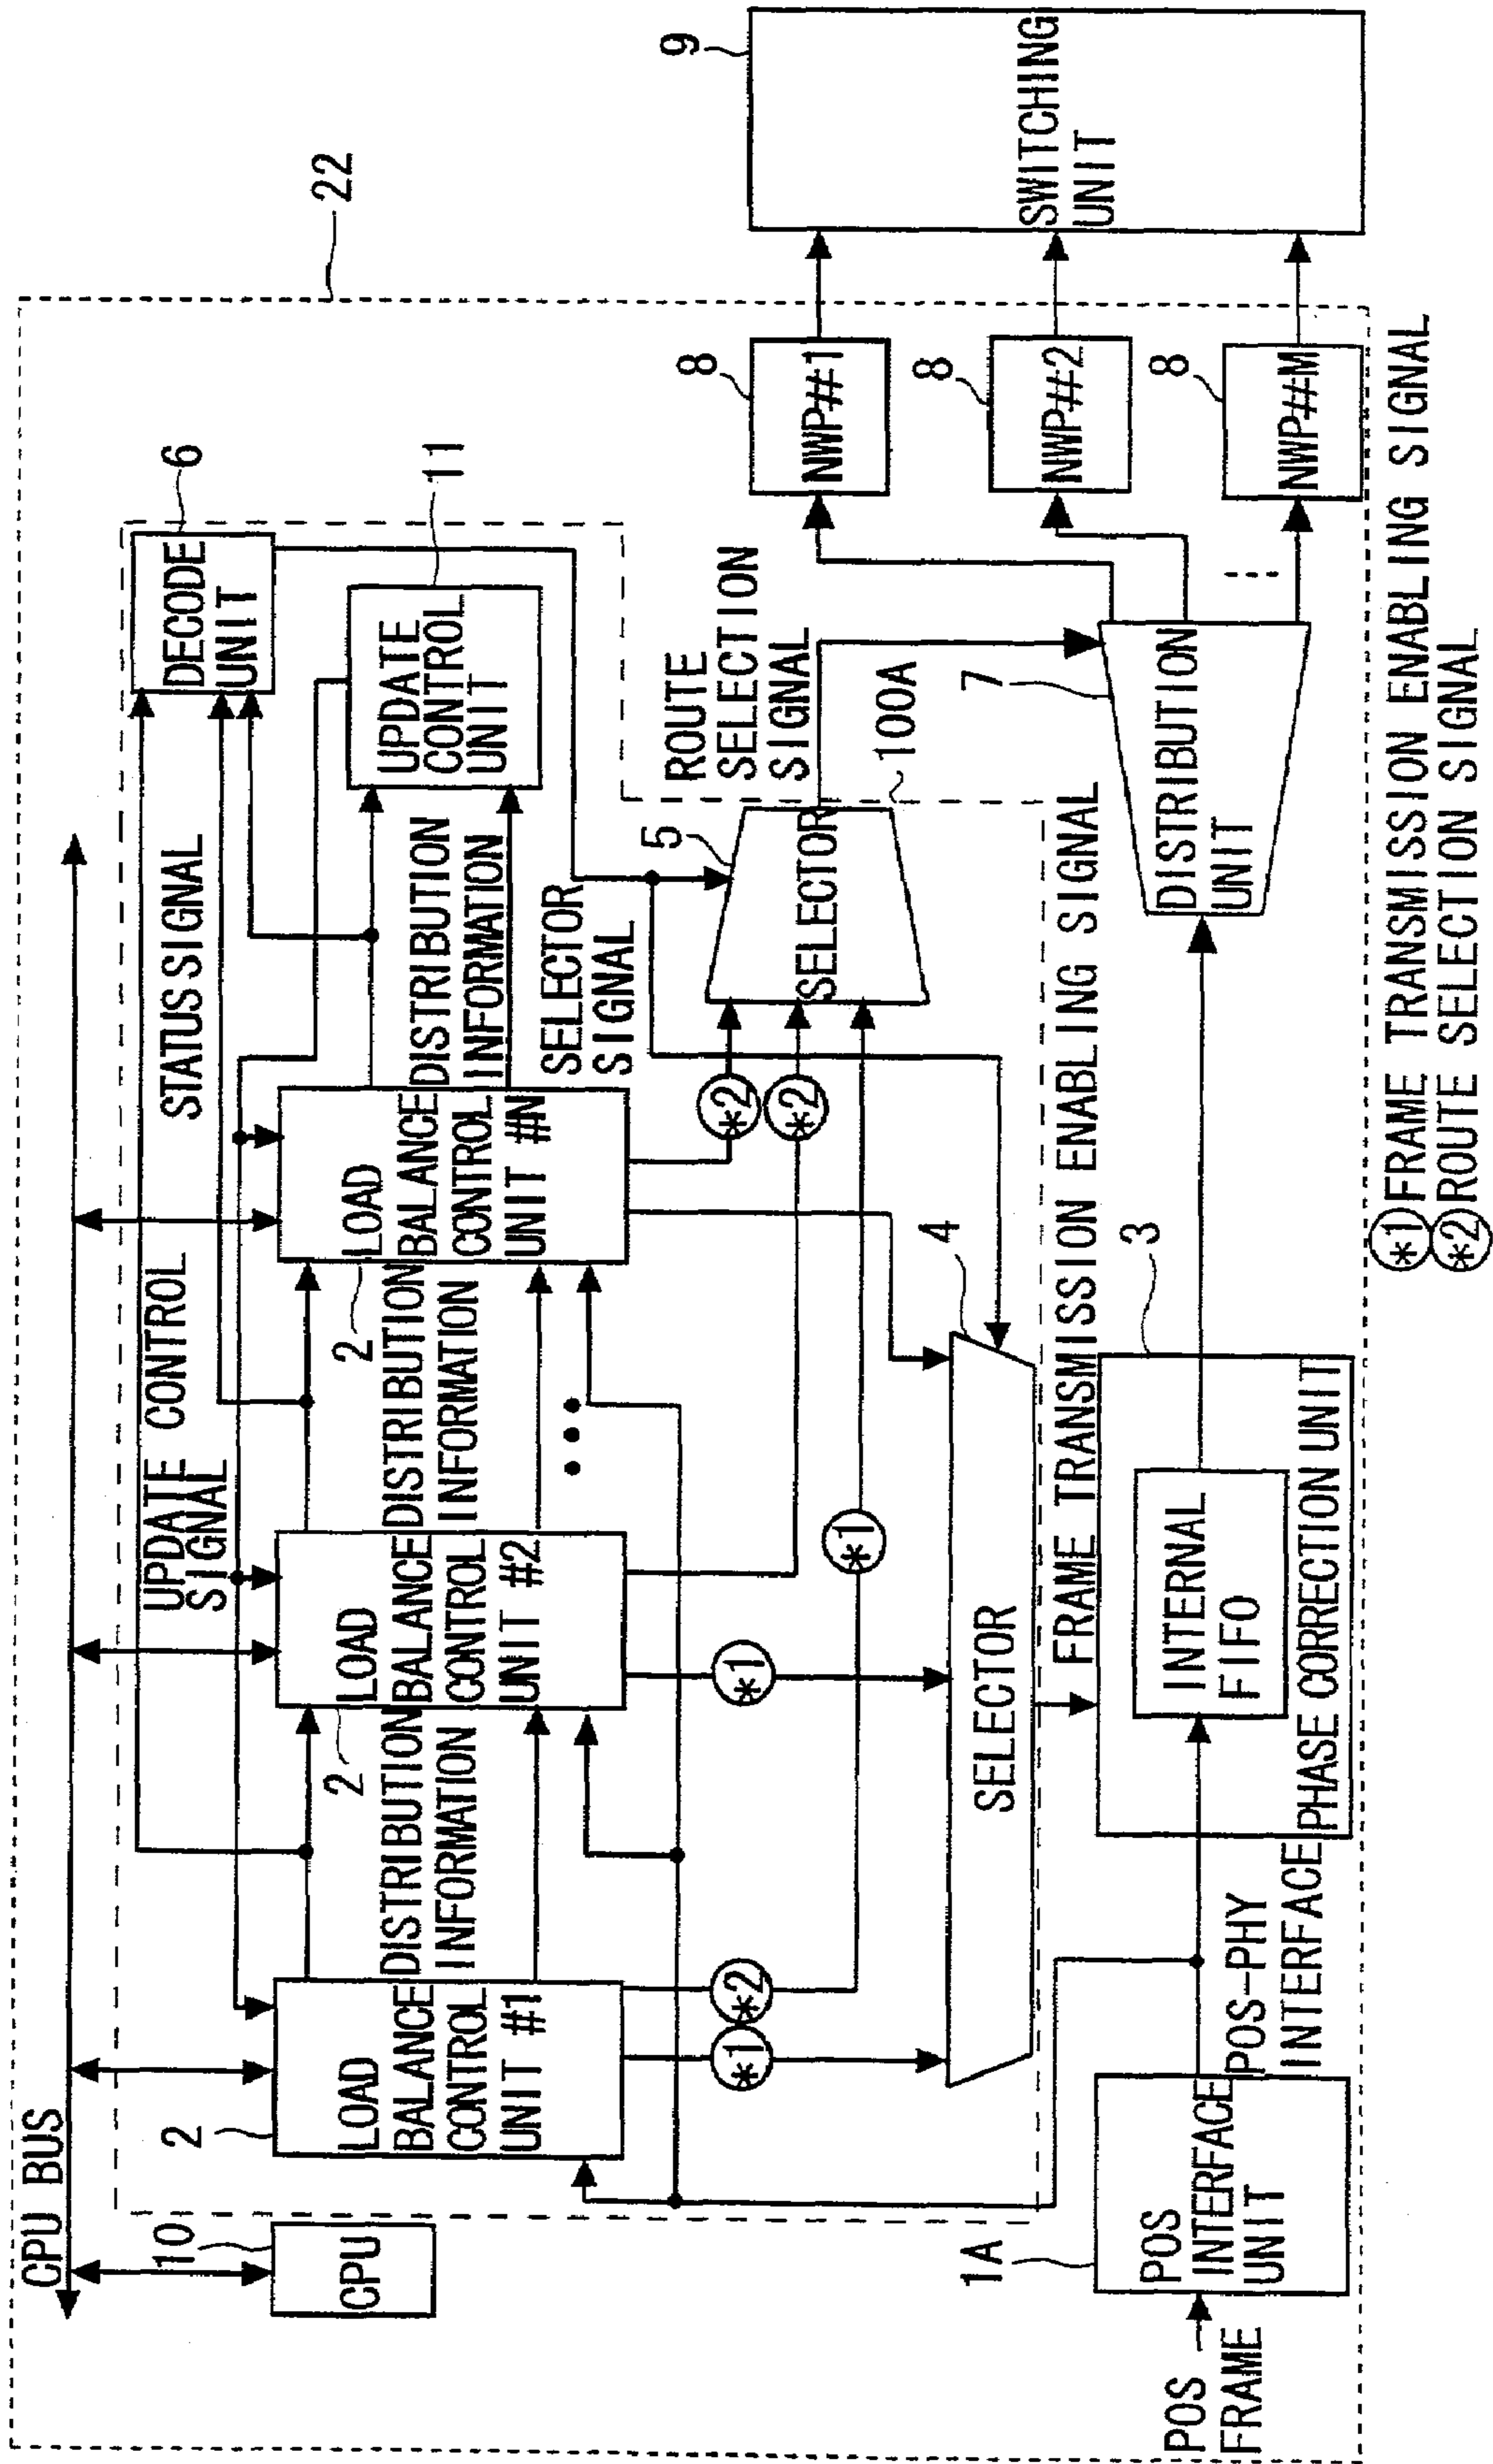 CPU BUS
10
CPU
UPDATE CONTROL
SIGNAL
STATUS SIGNAL
DECODE
UNIT
6
22
2
LOAD
BALANCE
CONTROL
UNIT #1
DISTRIBUTION
INFORMATION
2
LOAD
BALANCE
CONTROL
UNIT #2
DISTRIBUTION
INFORMATION
2
LOAD
BALANCE
CONTROL
UNIT #N
DISTRIBUTION
INFORMATION
UPDATE
CONTROL
UNIT
11
SELECTOR
SIGNAL
*1
*2
*1
*1
*2
*2
5
SELECTOR
100A
ROUTE
SELECTION
SIGNAL
SELECTOR
4
FRAME TRANSMISSION ENABLING SIGNAL
POS
FRAME
1A
POS
INTERFACE
UNIT
POS-PHY
INTERFACE
INTERNAL
FIFO
PHASE CORRECTION UNIT
3
7
DISTRIBUTION
UNIT
8
NWP#1
8
NWP#2
8
NWP#M
9
SWITCHING
UNIT
*1 FRAME TRANSMISSION ENABLING SIGNAL
*2 ROUTE SELECTION SIGNAL